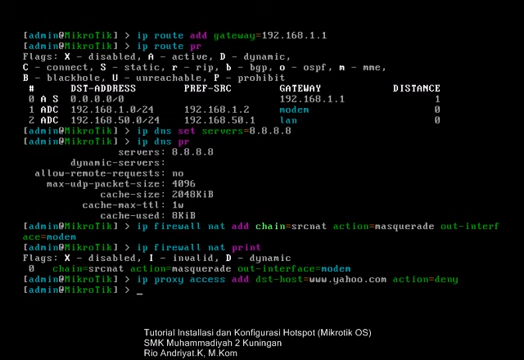 [admin@MikroTik] > ip route add gateway=192.168.1.1
[admin@MikroTik] > ip route pr
Flags: X - disabled, A - active, D - dynamic,
C - connect, S - static, r - rip, b - bgp, o - ospf, m - mme,
B - blackhole, U - unreachable, P - prohibit
# DST-ADDRESS PREF-SRC GATEWAY DISTANCE
0 A S 0.0.0.0/0 192.168.1.1 1
1 ADC 192.168.1.0/24 192.168.1.2 modem 0
2 ADC 192.168.50.0/24 192.168.50.1 lan 0
[admin@MikroTik] > ip dns set servers=8.8.8.8
[admin@MikroTik] > ip dns pr
servers: 8.8.8.8
dynamic-servers:
allow-remote-requests: no
max-udp-packet-size: 4096
cache-size: 2048KiB
cache-max-ttl: 1w
cache-used: 8KiB
[admin@MikroTik] > ip firewall nat add chain=srcnat action=masquerade out-interf
ace=modem
[admin@MikroTik] > ip firewall nat print
Flags: X - disabled, I - invalid, D - dynamic
0 chain=srcnat action=masquerade out-interface=modem
[admin@MikroTik] > ip proxy access add dst-host=www.yahoo.com action=deny
[admin@MikroTik] > _
Tutorial Installasi dan Konfigurasi Hotspot (Mikrotik OS)
SMK Muhammadiyah 2 Kuningan
Rio Andriyat.K, M.Kom